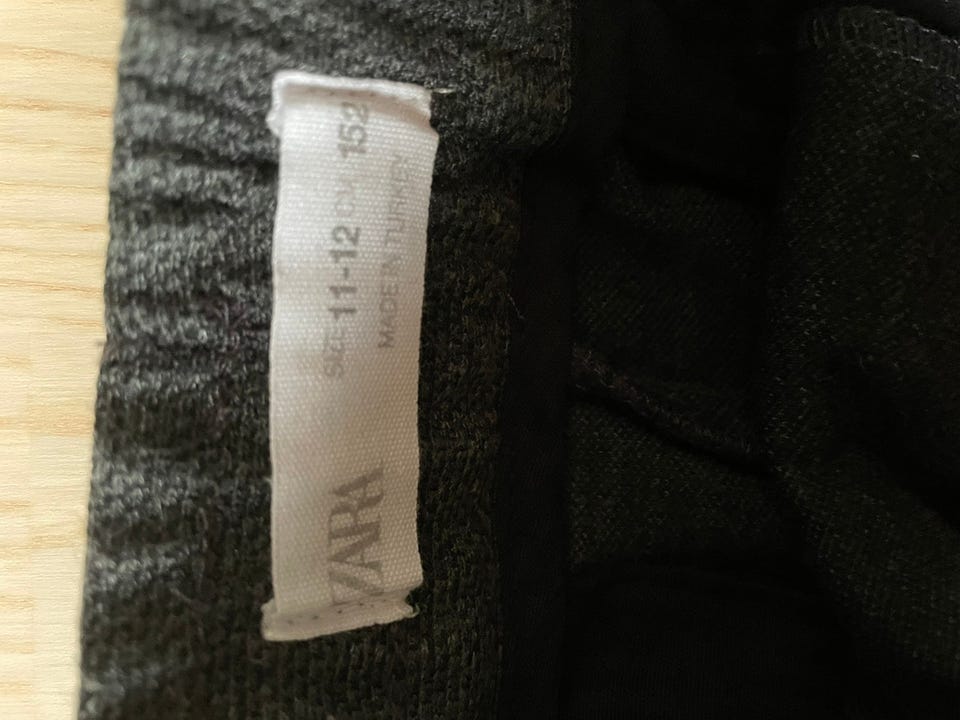 ZARA
SIZE 11-12 152
MADE IN TURKEY